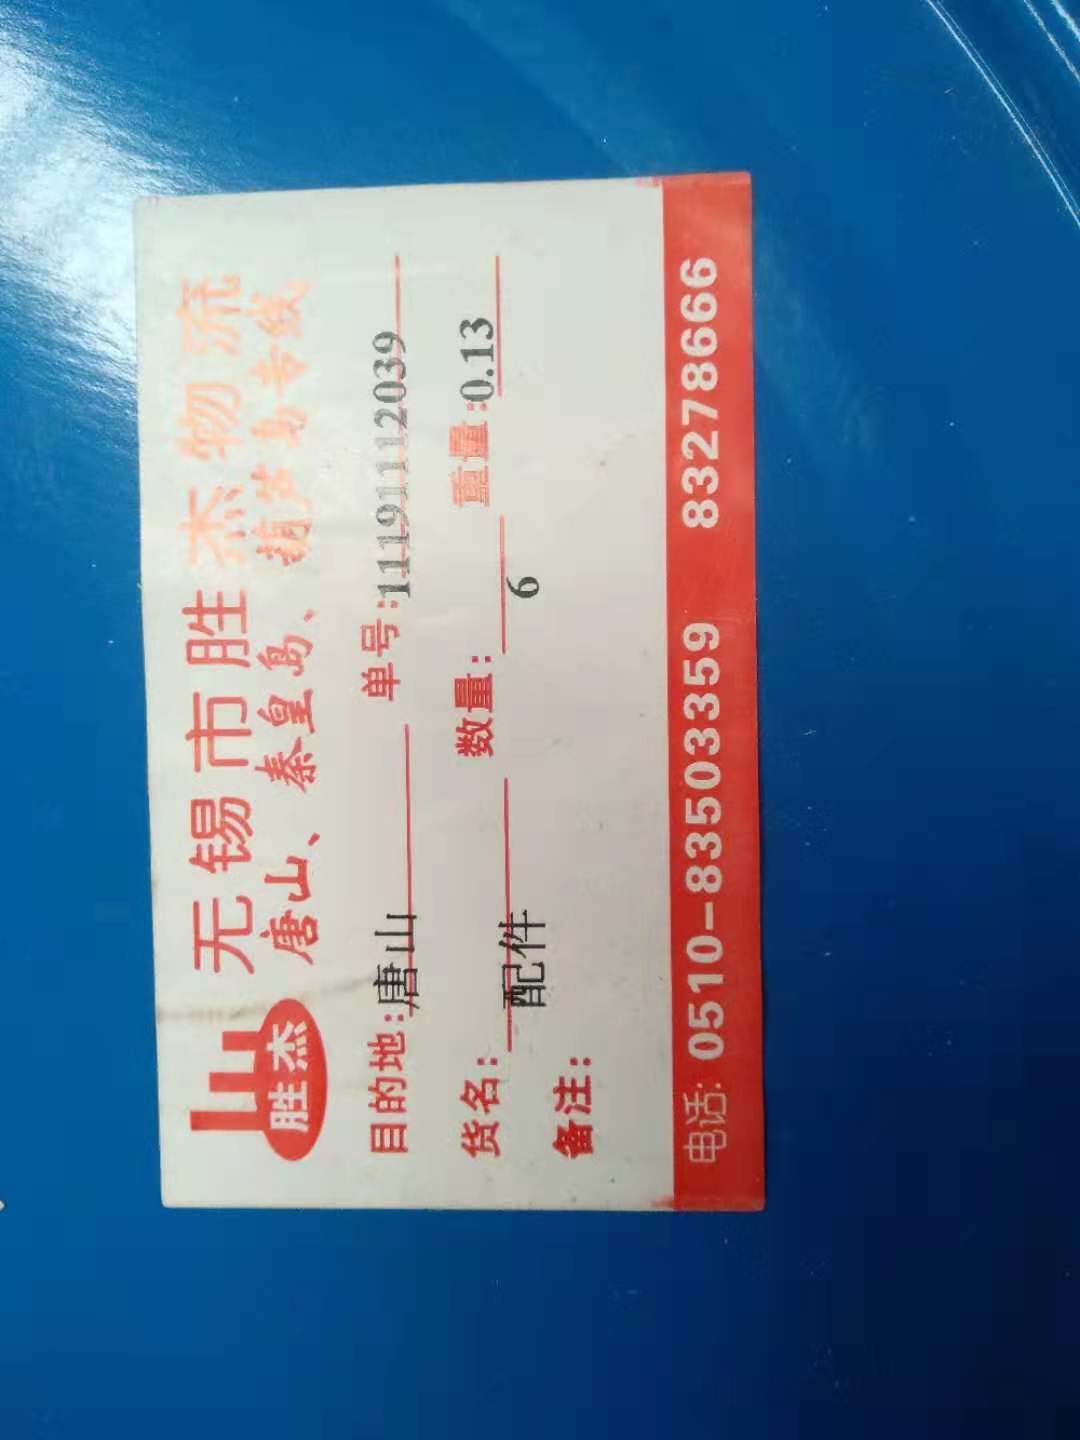 无锡市胜杰物流
唐山、秦皇岛、葫芦岛专线
胜杰
目的地:唐山 单号:11191112039
货名:配件 数量:6 重量:0.13
备注:
电话: 0510-83503359 83278666